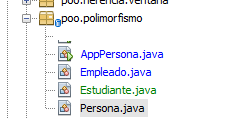 poo.herencia.ventana
poo.polimorfismo
AppPersona.java
Empleado.java
Estudiante.java
Persona.java